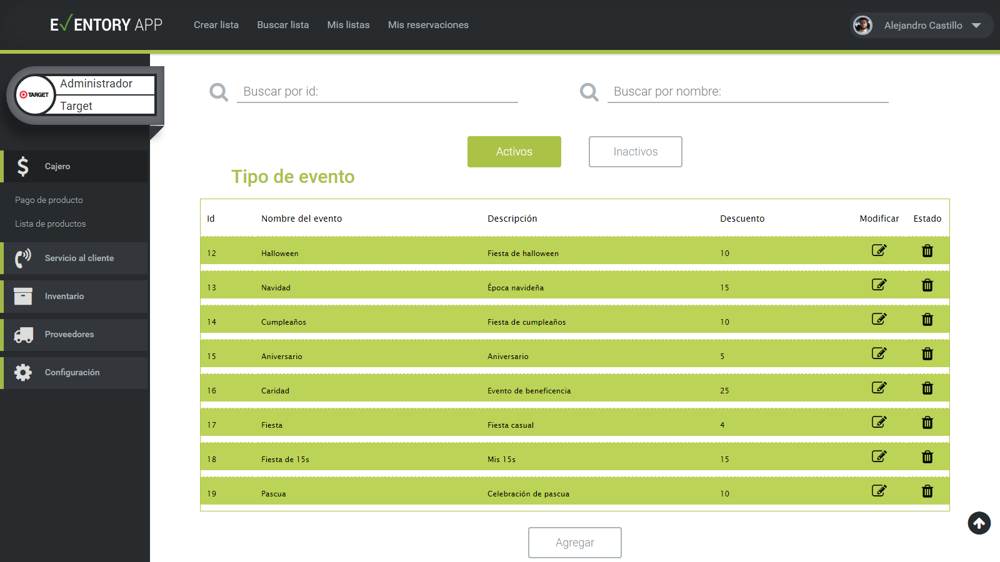 EVENTORY APP
Crear lista Buscar lista Mis listas Mis reservaciones
Alejandro Castillo
TARGET
Administrador
Target
Cajero
Pago de producto
Lista de productos
Servicio al cliente
Inventario
Proveedores
Configuración
Buscar por id:
Buscar por nombre:
Activos
Inactivos
Tipo de evento
Id Nombre del evento Descripción Descuento Modificar Estado
12 Halloween Fiesta de halloween 10
13 Navidad Época navideña 15
14 Cumpleaños Fiesta de cumpleaños 10
15 Aniversario Aniversario 5
16 Caridad Evento de beneficencia 25
17 Fiesta Fiesta casual 4
18 Fiesta de 15s Mis 15s 15
19 Pascua Celebración de pascua 10
Agregar